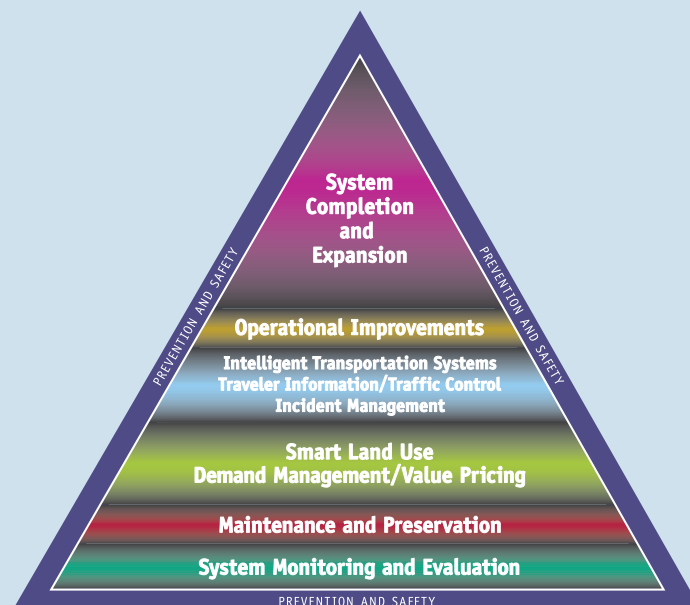 System
Completion
and
Expansion
PREVENTION AND SAFETY
PREVENTION AND SAFETY
Operational Improvements
Intelligent Transportation Systems
Traveler Information/Traffic Control
Incident Management
Smart Land Use
Demand Management/Value Pricing
Maintenance and Preservation
System Monitoring and Evaluation
PREVENTION AND SAFETY